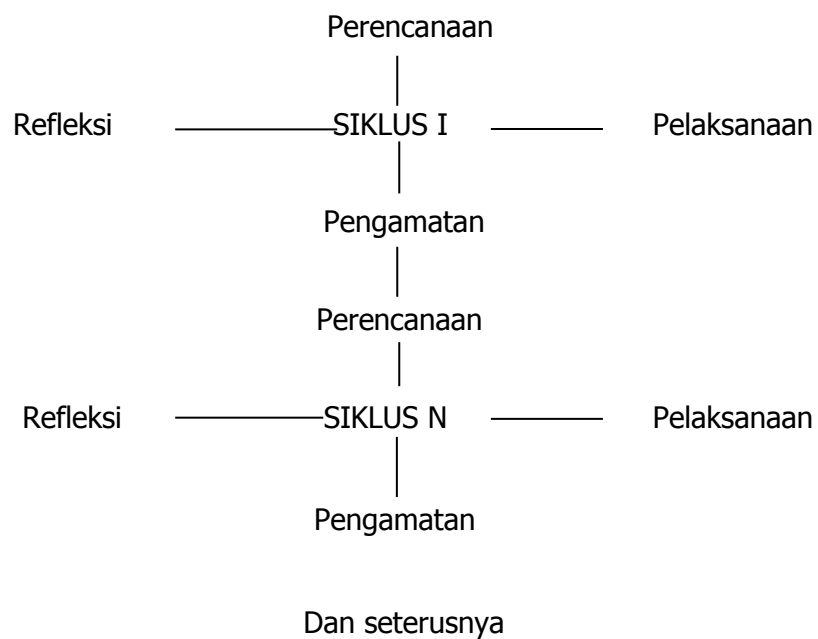 Perencanaan
Refleksi SIKLUS I Pelaksanaan
Pengamatan
Perencanaan
Refleksi SIKLUS N Pelaksanaan
Pengamatan
Dan seterusnya